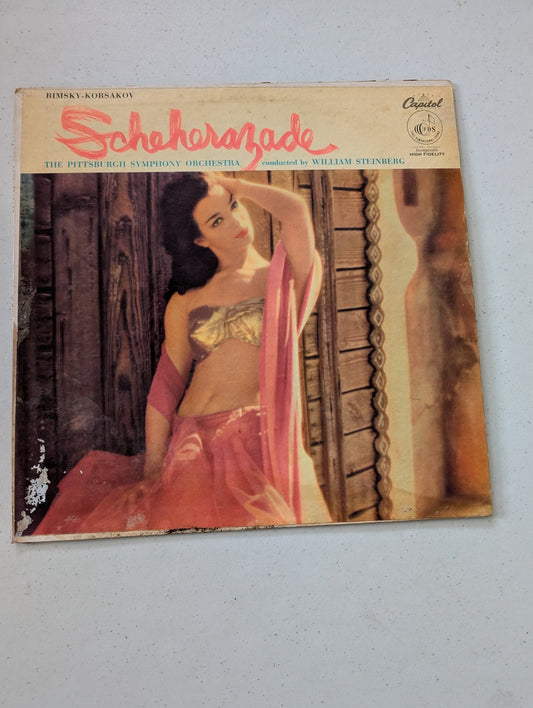 RIMSKY-KORSAKOV
Capitol
Scheherazade
FDS
THE PITTSBURGH SYMPHONY ORCHESTRA conducted by WILLIAM STEINBERG
HIGH FIDELITY